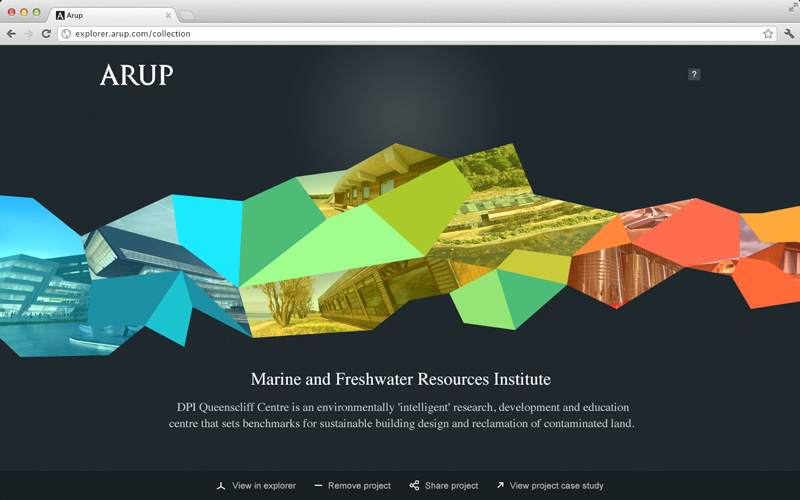 Arup
explorer.arup.com/collection
ARUP
?
Marine and Freshwater Resources Institute
DPI Queenscliff Centre is an environmentally 'intelligent' research, development and education
centre that sets benchmarks for sustainable building design and reclamation of contaminated land.
View in explorer
Remove project
Share project
View project case study